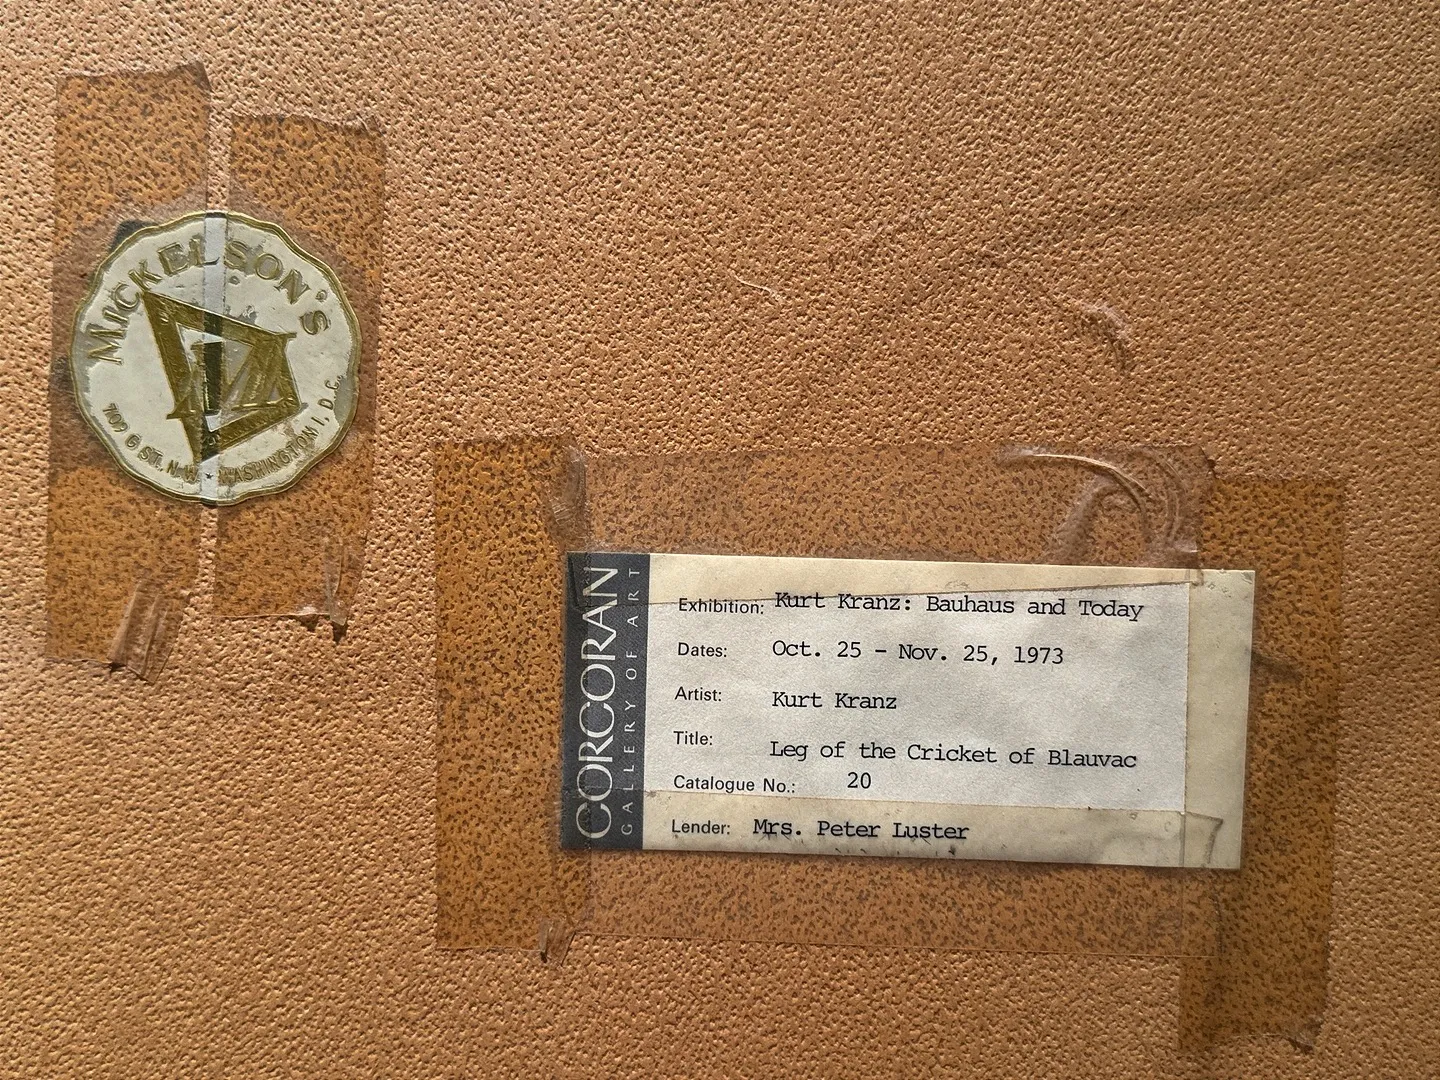 MICKELSON'S
709 G ST. N.W. ★ WASHINGTON 1, D.C.
CORCORAN
GALLERY OF ART
Exhibition: Kurt Kranz: Bauhaus and Today
Dates: Oct. 25 - Nov. 25, 1973
Artist: Kurt Kranz
Title: Leg of the Cricket of Blauvac
Catalogue No.: 20
Lender: Mrs. Peter Luster